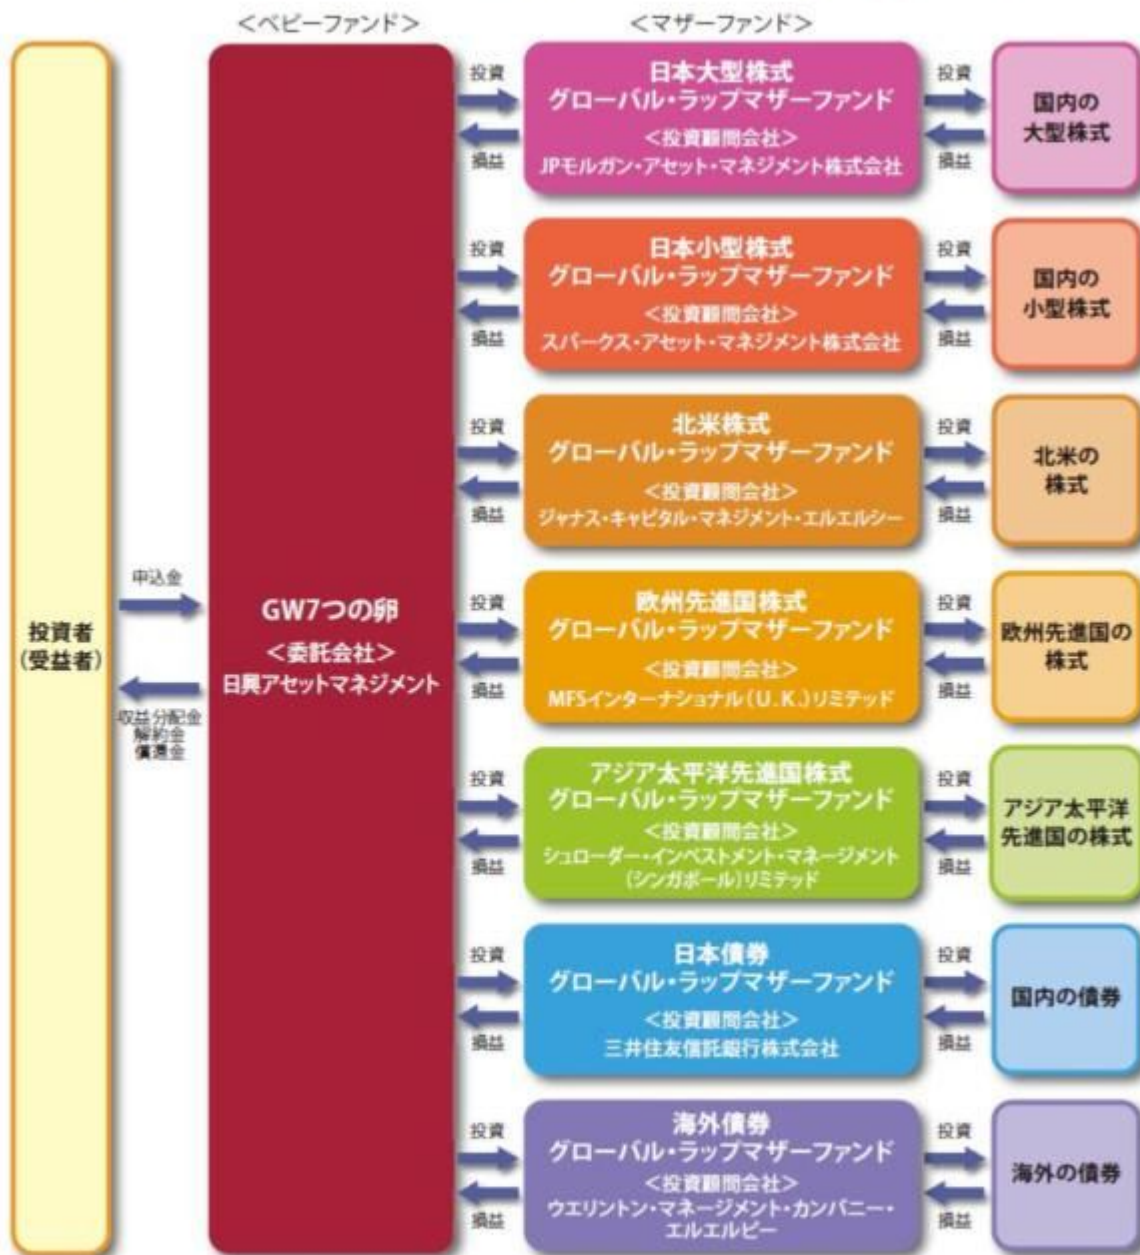 <ベビーファンド>
<マザーファンド>
投資者
(受益者)
申込金
収益分配金
解約金
償還金
GW7つの卵
<委託会社>
日興アセットマネジメント
投資
損益
日本大型株式
グローバル・ラップマザーファンド
<投資顧問会社>
JPモルガン・アセット・マネジメント株式会社
投資
損益
国内の
大型株式
投資
損益
日本小型株式
グローバル・ラップマザーファンド
<投資顧問会社>
スパークス・アセット・マネジメント株式会社
投資
損益
国内の
小型株式
投資
損益
北米株式
グローバル・ラップマザーファンド
<投資顧問会社>
ジャナス・キャピタル・マネジメント・エルエルシー
投資
損益
北米の
株式
投資
損益
欧州先進国株式
グローバル・ラップマザーファンド
<投資顧問会社>
MFSインターナショナル(U.K.)リミテッド
投資
損益
欧州先進国の
株式
投資
損益
アジア太平洋先進国株式
グローバル・ラップマザーファンド
<投資顧問会社>
シュローダー・インベストメント・マネージメント
(シンガポール)リミテッド
投資
損益
アジア太平洋
先進国の株式
投資
損益
日本債券
グローバル・ラップマザーファンド
<投資顧問会社>
三井住友信託銀行株式会社
投資
損益
国内の債券
投資
損益
海外債券
グローバル・ラップマザーファンド
<投資顧問会社>
ウエリントン・マネージメント・カンパニー・
エルエルピー
投資
損益
海外の債券